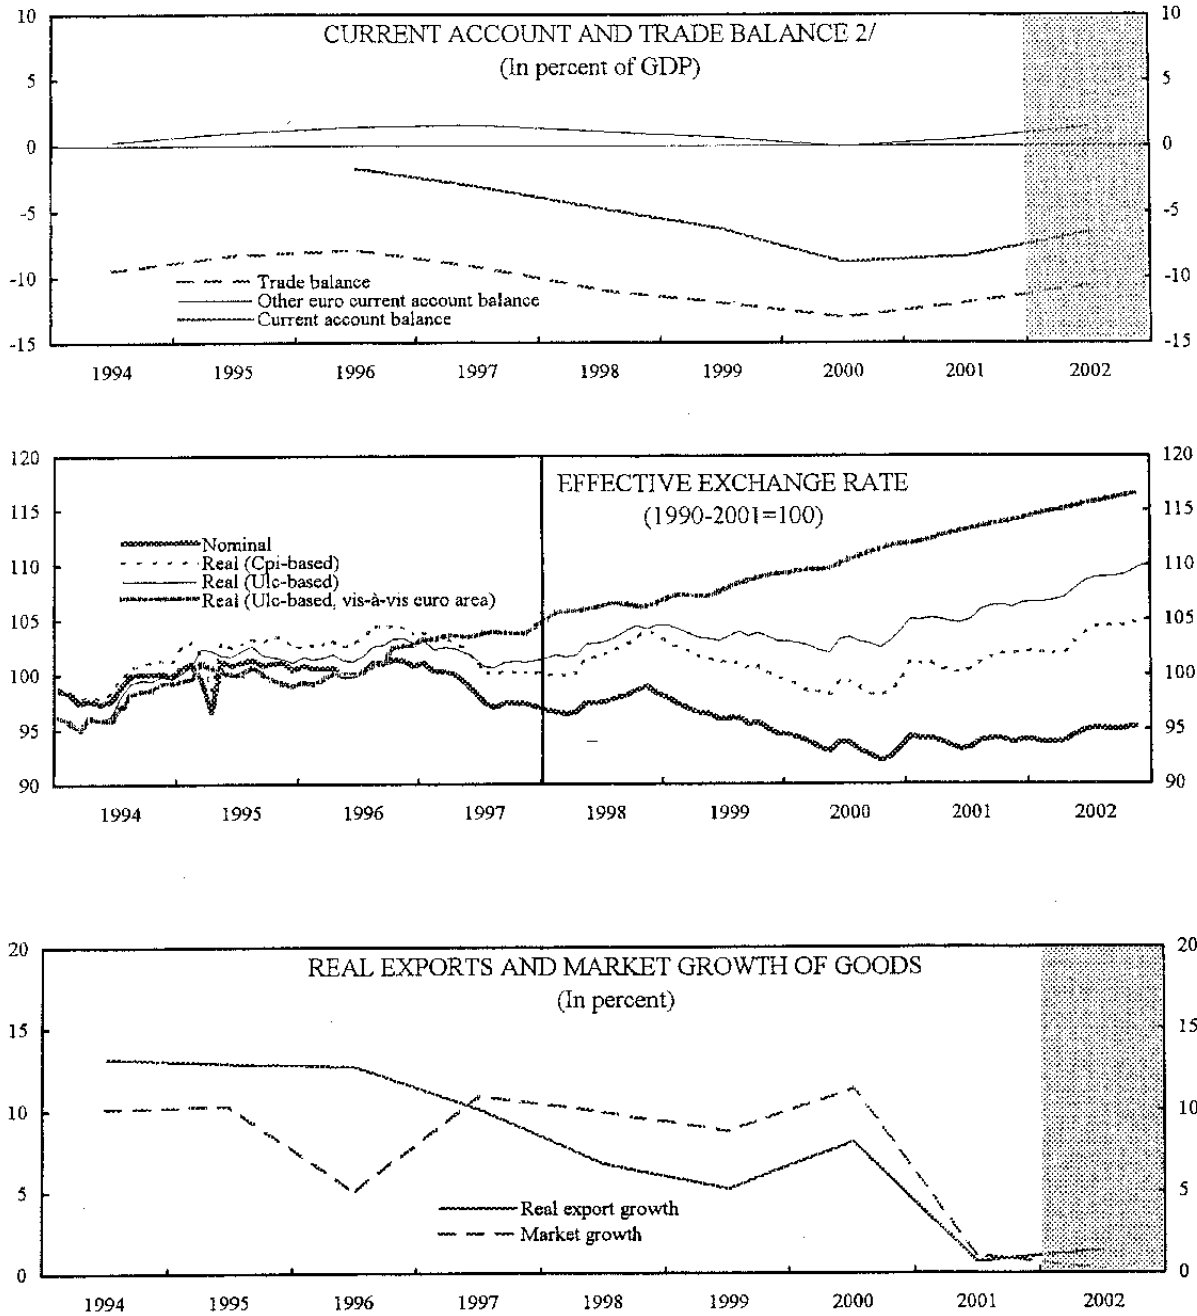 CURRENT ACCOUNT AND TRADE BALANCE 2/
(In percent of GDP)
10 10
5 5
0 0
-5 -5
-10 -10
-15 -15
Trade balance
Other euro current account balance
Current account balance
1994 1995 1996 1997 1998 1999 2000 2001 2002
EFFECTIVE EXCHANGE RATE
(1990-2001=100)
120 120
115 115
110 110
105 105
100 100
95 95
90 90
Nominal
Real (Cpi-based)
Real (Ulc-based)
Real (Ulc-based, vis-à-vis euro area)
1994 1995 1996 1997 1998 1999 2000 2001 2002
REAL EXPORTS AND MARKET GROWTH OF GOODS
(In percent)
20 20
15 15
10 10
5 5
0 0
Real export growth
Market growth
1994 1995 1996 1997 1998 1999 2000 2001 2002